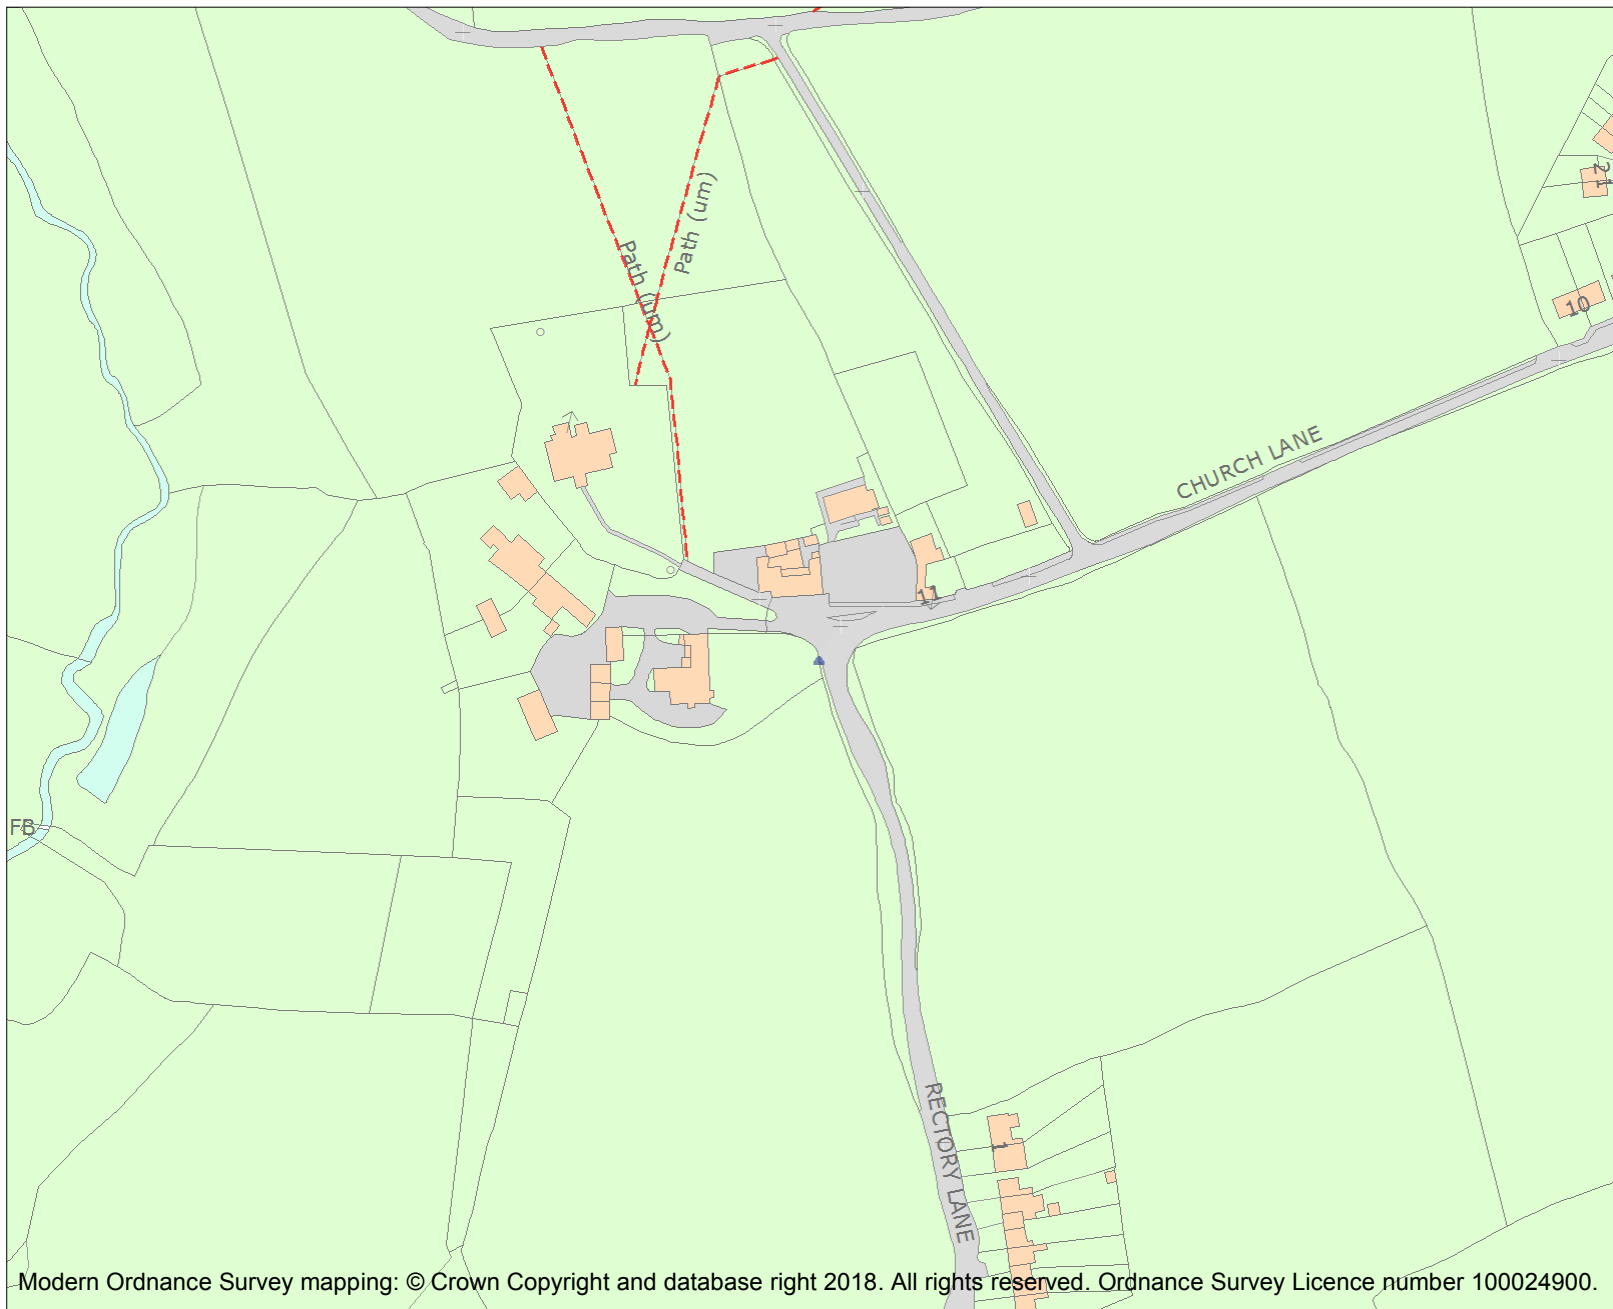 Path (um)
Path (um)
21
10
CHURCH LANE
11
FB
RECTORY LANE
1
Modern Ordnance Survey mapping: © Crown Copyright and database right 2018. All rights reserved. Ordnance Survey Licence number 100024900.